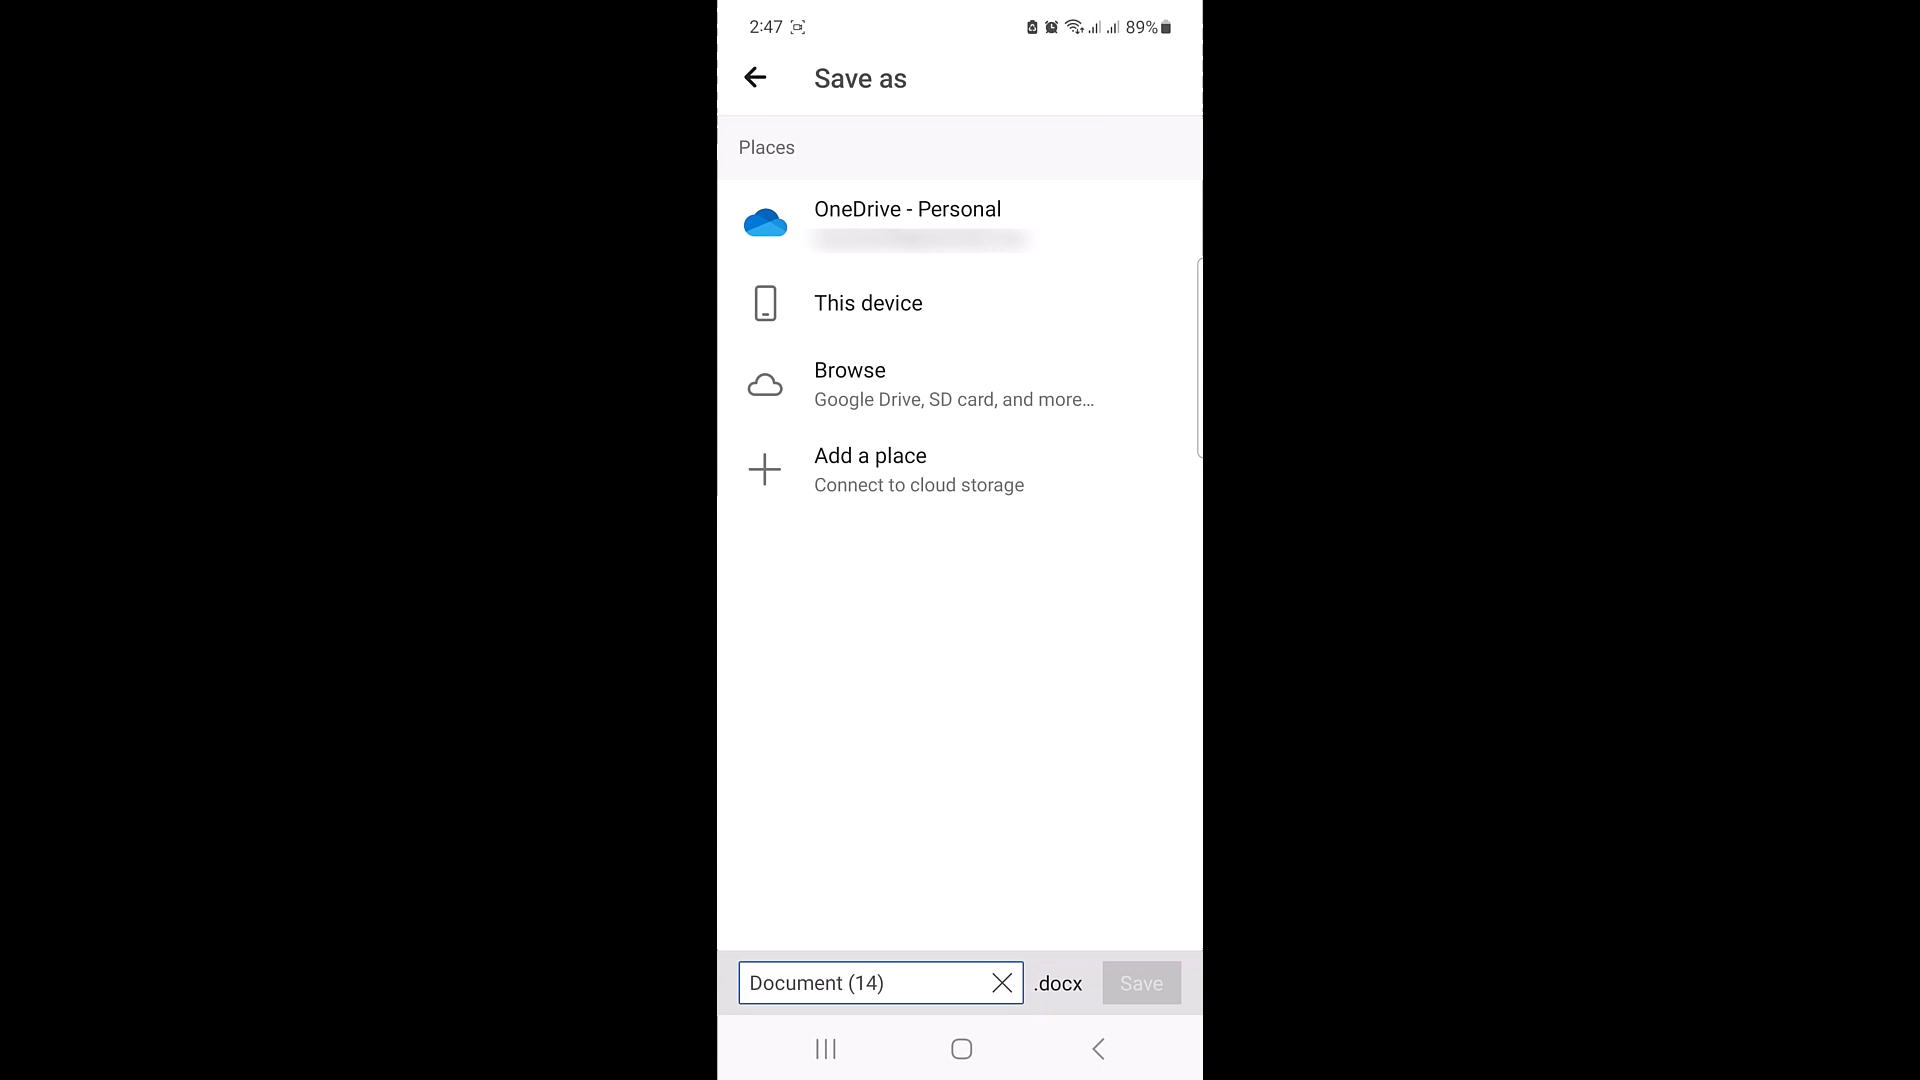 2:47 89%
Save as
Places
OneDrive - Personal
This device
Browse
Google Drive, SD card, and more...
Add a place
Connect to cloud storage
Document (14) .docx Save